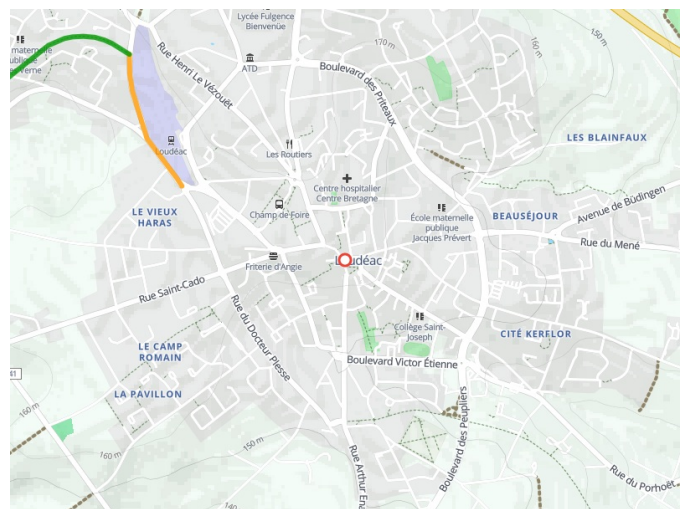 Lycée Fulgence
Bienvenüe
maternelle
Verne
ATD
Rue Henri Le Vézouët
Boulevard des Priteaux
170 m
160 m
150 m
LES BLAINFAUX
Loudéac
Les Routiers
Centre hospitalier
Centre Bretagne
LE VIEUX
HARAS
Champ de Foire
École maternelle
publique
Jacques Prévert
BEAUSÉJOUR
Avenue de Büdingen
Rue du Mené
Friterie d'Angie
Loudéac
Rue Saint-Cado
Rue du Docteur Plesse
Collège Saint-
Joseph
CITÉ KERFLOR
LE CAMP
ROMAIN
Boulevard Victor Étienne
41
LA PAVILLON
160 m
160 m
150 m
140
Boulevard des Peupliers
Rue Arthur Ena
Rue du Porhoët